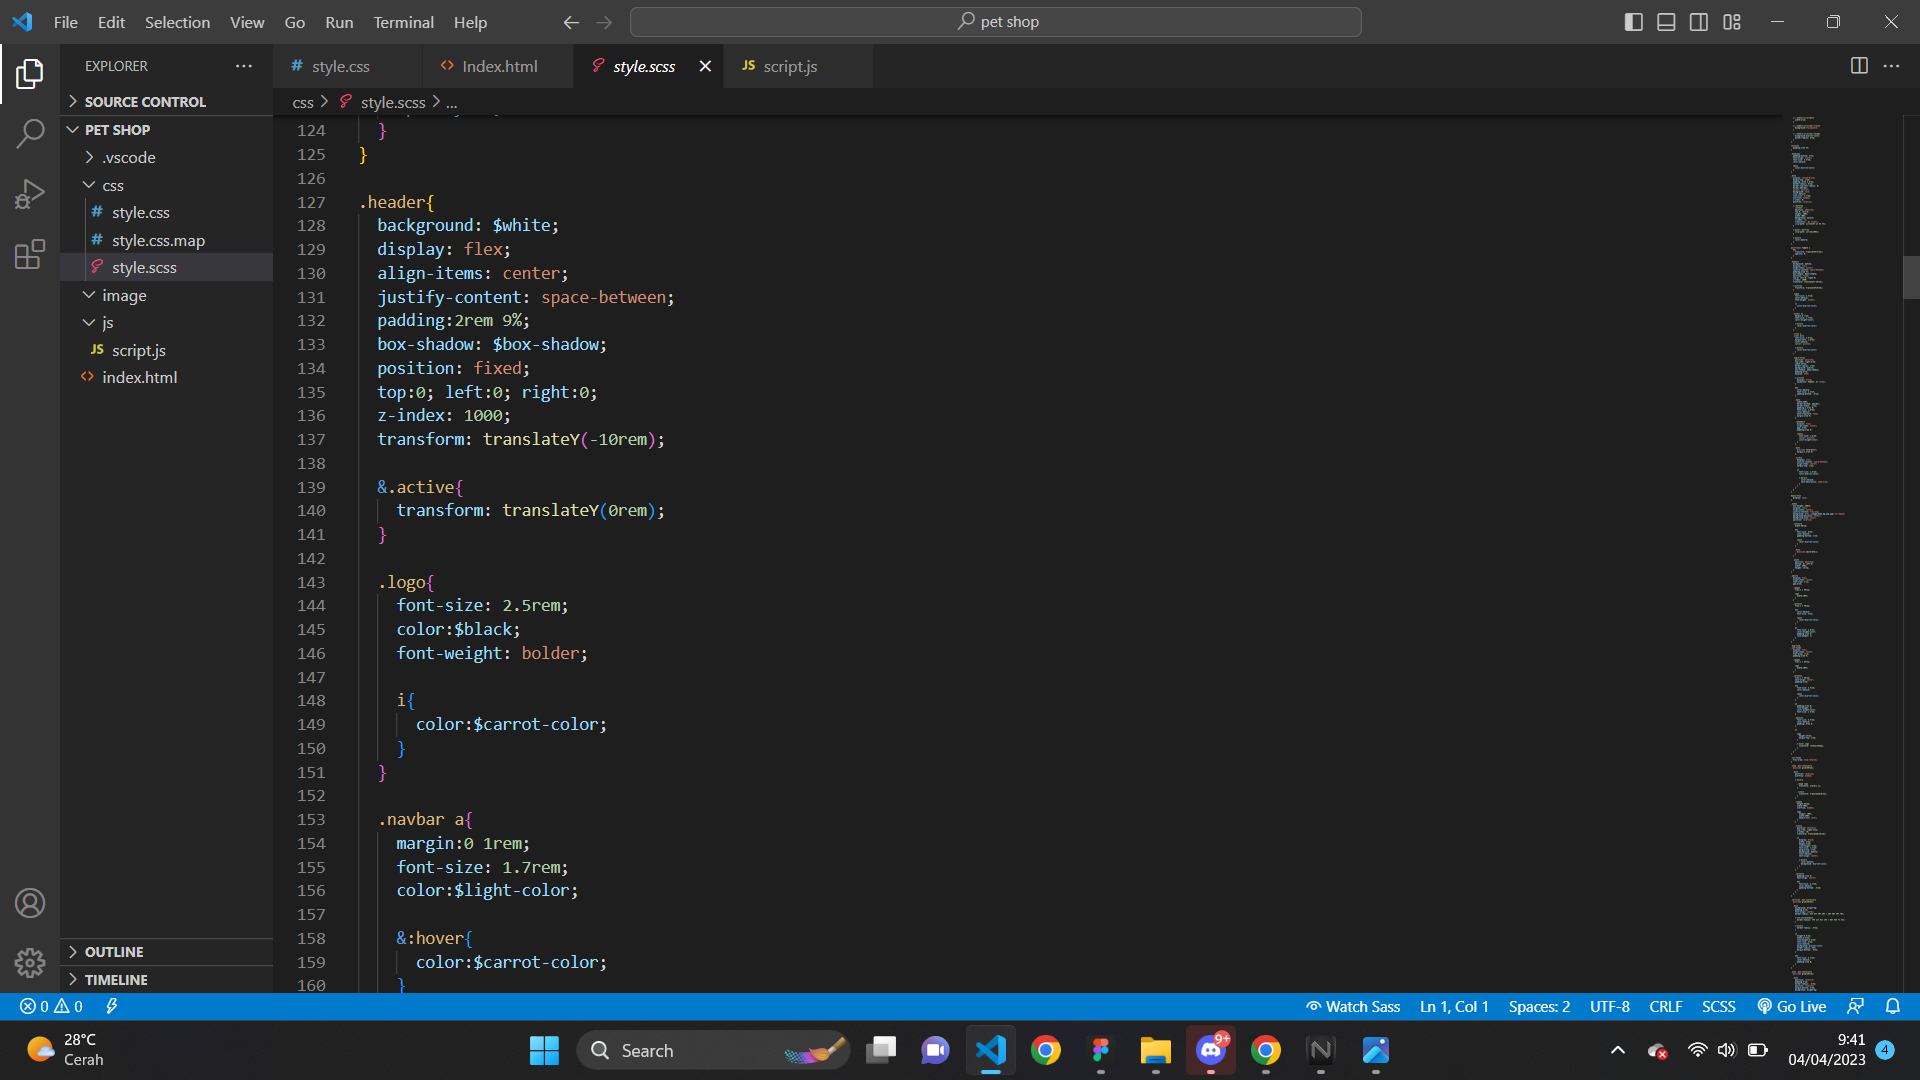 File Edit Selection View Go Run Terminal Help
pet shop
EXPLORER
SOURCE CONTROL
PET SHOP
.vscode
css
# style.css
# style.css.map
style.scss
image
js
JS script.js
<> index.html
OUTLINE
TIMELINE
# style.css
<> Index.html
style.scss
JS script.js
css > style.scss > ...
124 }
125 }
126
127 .header{
128 background: $white;
129 display: flex;
130 align-items: center;
131 justify-content: space-between;
132 padding:2rem 9%;
133 box-shadow: $box-shadow;
134 position: fixed;
135 top:0; left:0; right:0;
136 z-index: 1000;
137 transform: translateY(-10rem);
138
139 &.active{
140 transform: translateY(0rem);
141 }
142
143 .logo{
144 font-size: 2.5rem;
145 color:$black;
146 font-weight: bolder;
147
148 i{
149 color:$carrot-color;
150 }
151 }
152
153 .navbar a{
154 margin:0 1rem;
155 font-size: 1.7rem;
156 color:$light-color;
157
158 &:hover{
159 color:$carrot-color;
160 }
0 0
Watch Sass Ln 1, Col 1 Spaces: 2 UTF-8 CRLF SCSS Go Live
28°C
Cerah
Search
9+
9:41
04/04/2023
4